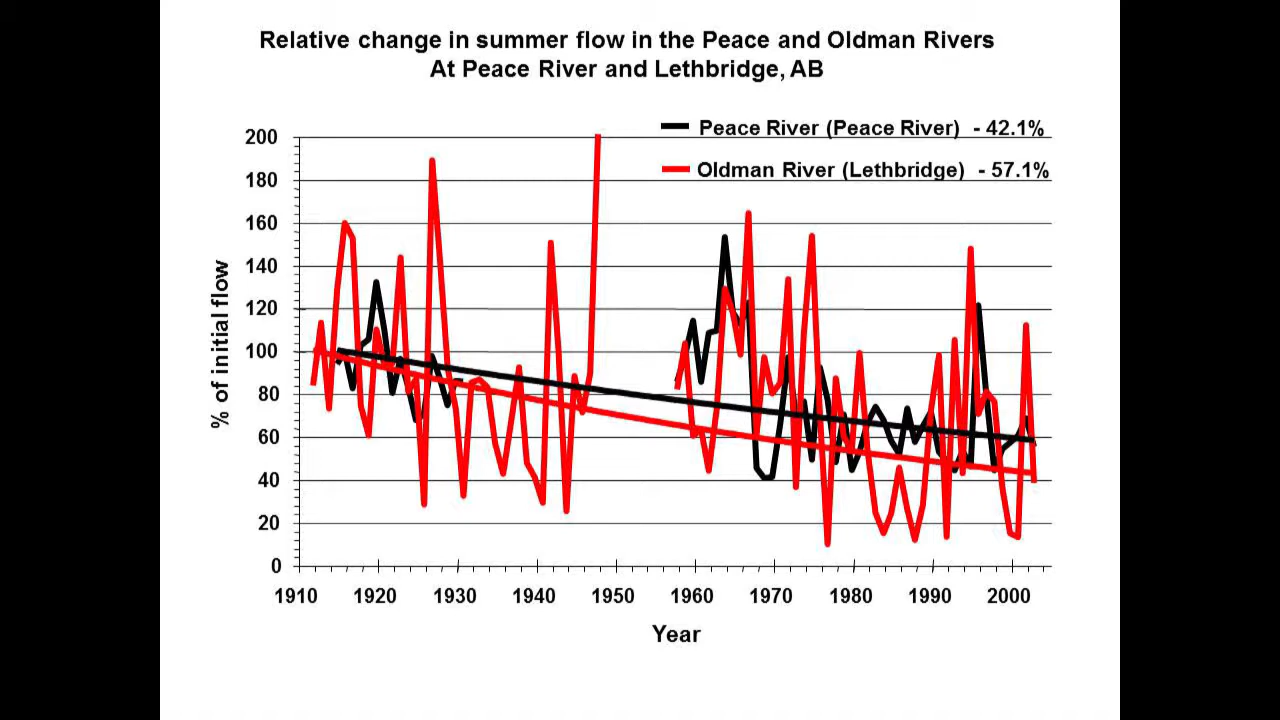 Relative change in summer flow in the Peace and Oldman Rivers
At Peace River and Lethbridge, AB
Peace River (Peace River) - 42.1%
Oldman River (Lethbridge) - 57.1%
% of initial flow
200
180
160
140
120
100
80
60
40
20
0
1910 1920 1930 1940 1950 1960 1970 1980 1990 2000
Year